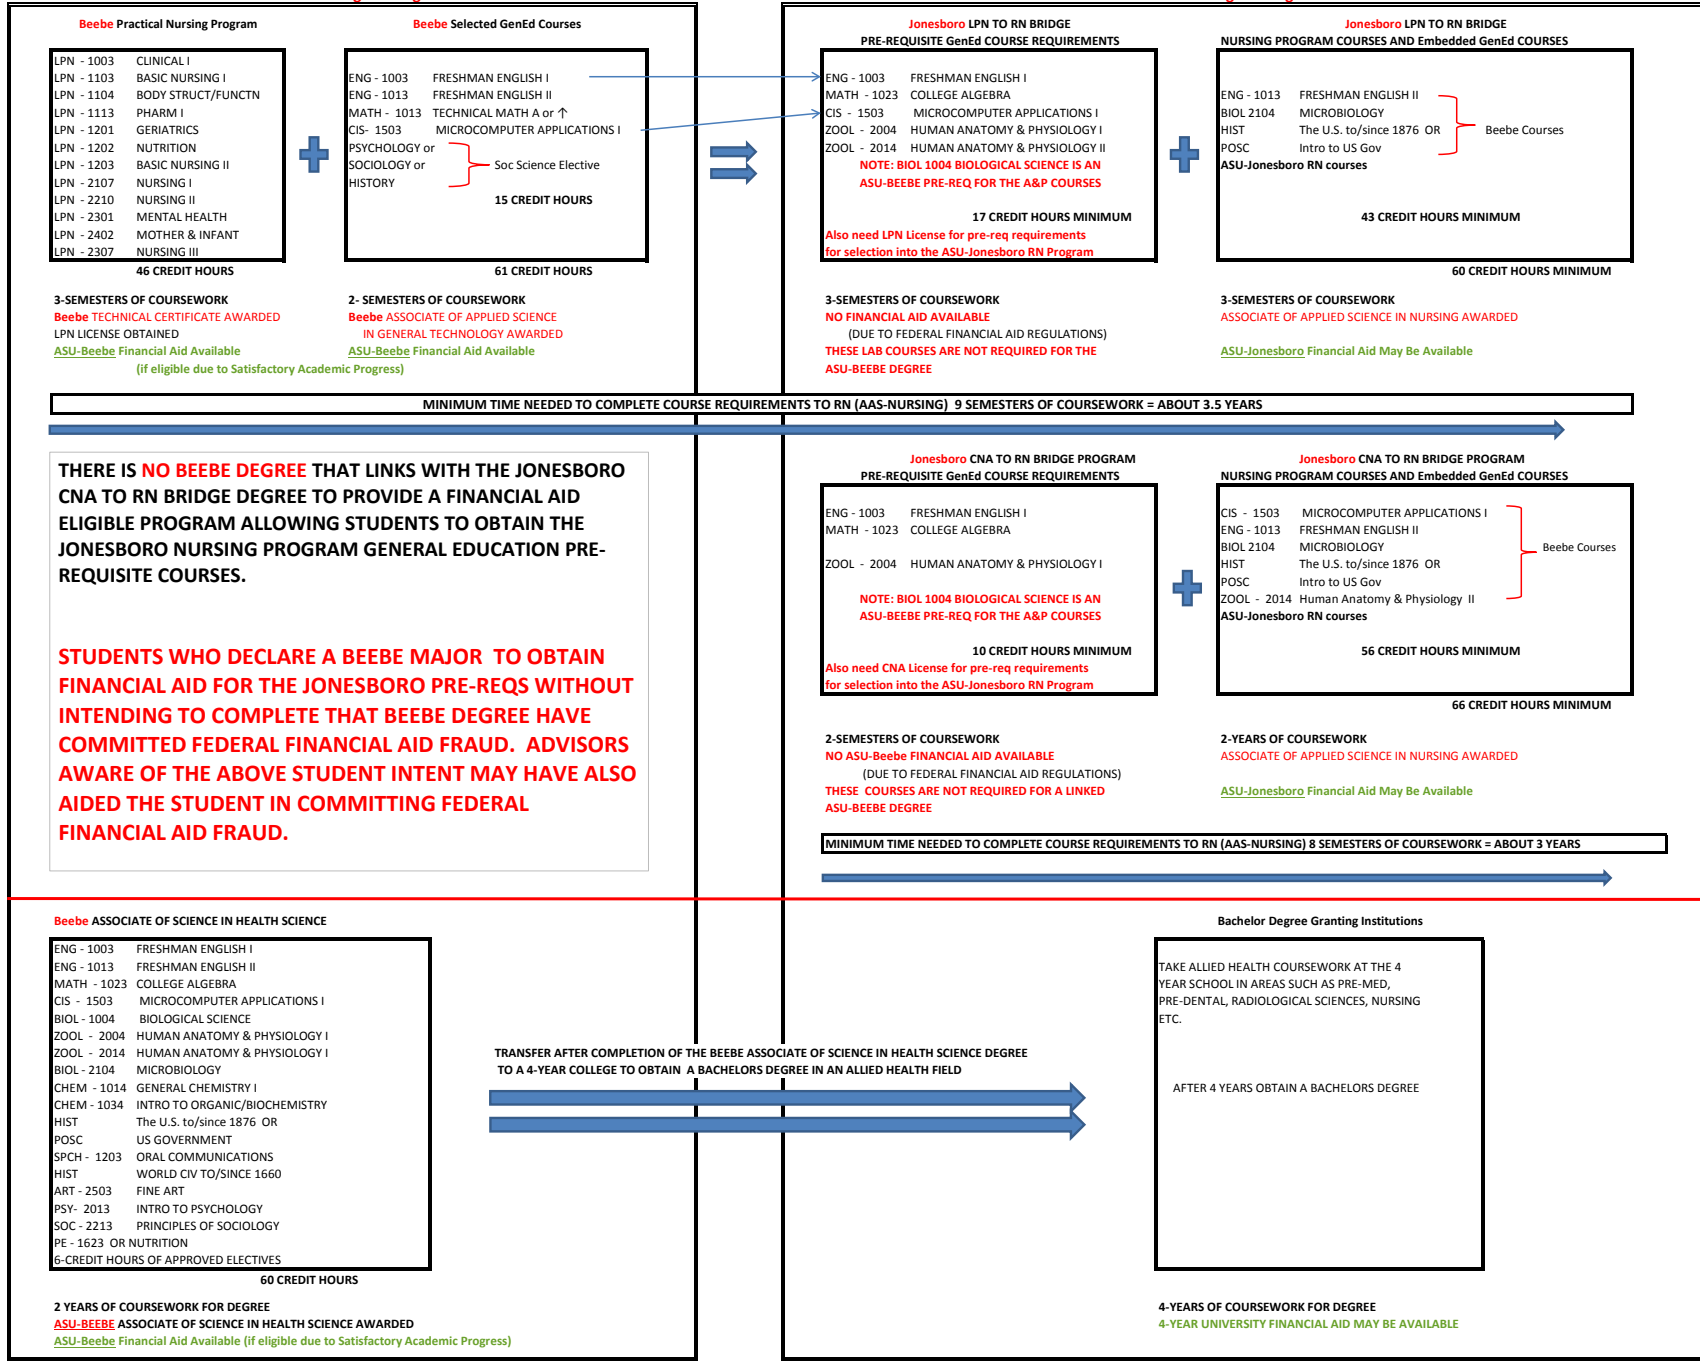 Beebe Practical Nursing Program
LPN - 1003 CLINICAL I
LPN - 1103 BASIC NURSING I
LPN - 1104 BODY STRUCT/FUNCTN
LPN - 1113 PHARM I
LPN - 1201 GERIATRICS
LPN - 1202 NUTRITION
LPN - 1203 BASIC NURSING II
LPN - 2107 NURSING I
LPN - 2210 NURSING II
LPN - 2301 MENTAL HEALTH
LPN - 2402 MOTHER & INFANT
LPN - 2307 NURSING III
46 CREDIT HOURS
3-SEMESTERS OF COURSEWORK
Beebe TECHNICAL CERTIFICATE AWARDED
LPN LICENSE OBTAINED
ASU-Beebe Financial Aid Available
(if eligible due to Satisfactory Academic Progress)
Beebe Selected GenEd Courses
ENG - 1003 FRESHMAN ENGLISH I
ENG - 1013 FRESHMAN ENGLISH II
MATH - 1013 TECHNICAL MATH A or ↑
CIS- 1503 MICROCOMPUTER APPLICATIONS I
PSYCHOLOGY or
SOCIOLOGY or Soc Science Elective
HISTORY
15 CREDIT HOURS
61 CREDIT HOURS
2- SEMESTERS OF COURSEWORK
Beebe ASSOCIATE OF APPLIED SCIENCE
IN GENERAL TECHNOLOGY AWARDED
ASU-Beebe Financial Aid Available
Jonesboro LPN TO RN BRIDGE
PRE-REQUISITE GenEd COURSE REQUIREMENTS
ENG - 1003 FRESHMAN ENGLISH I
MATH - 1023 COLLEGE ALGEBRA
CIS - 1503 MICROCOMPUTER APPLICATIONS I
ZOOL - 2004 HUMAN ANATOMY & PHYSIOLOGY I
ZOOL - 2014 HUMAN ANATOMY & PHYSIOLOGY II
NOTE: BIOL 1004 BIOLOGICAL SCIENCE IS AN
ASU-BEEBE PRE-REQ FOR THE A&P COURSES
17 CREDIT HOURS MINIMUM
Also need LPN License for pre-req requirements
for selection into the ASU-Jonesboro RN Program
3-SEMESTERS OF COURSEWORK
NO FINANCIAL AID AVAILABLE
(DUE TO FEDERAL FINANCIAL AID REGULATIONS)
THESE LAB COURSES ARE NOT REQUIRED FOR THE
ASU-BEEBE DEGREE
Jonesboro LPN TO RN BRIDGE
NURSING PROGRAM COURSES AND Embedded GenEd COURSES
ENG - 1013 FRESHMAN ENGLISH II
BIOL 2104 MICROBIOLOGY
HIST The U.S. to/since 1876 OR Beebe Courses
POSC Intro to US Gov
ASU-Jonesboro RN courses
43 CREDIT HOURS MINIMUM
60 CREDIT HOURS MINIMUM
3-SEMESTERS OF COURSEWORK
ASSOCIATE OF APPLIED SCIENCE IN NURSING AWARDED
ASU-Jonesboro Financial Aid May Be Available
MINIMUM TIME NEEDED TO COMPLETE COURSE REQUIREMENTS TO RN (AAS-NURSING) 9 SEMESTERS OF COURSEWORK = ABOUT 3.5 YEARS
THERE IS NO BEEBE DEGREE THAT LINKS WITH THE JONESBORO
CNA TO RN BRIDGE DEGREE TO PROVIDE A FINANCIAL AID
ELIGIBLE PROGRAM ALLOWING STUDENTS TO OBTAIN THE
JONESBORO NURSING PROGRAM GENERAL EDUCATION PRE-
REQUISITE COURSES.
STUDENTS WHO DECLARE A BEEBE MAJOR TO OBTAIN
FINANCIAL AID FOR THE JONESBORO PRE-REQS WITHOUT
INTENDING TO COMPLETE THAT BEEBE DEGREE HAVE
COMMITTED FEDERAL FINANCIAL AID FRAUD. ADVISORS
AWARE OF THE ABOVE STUDENT INTENT MAY HAVE ALSO
AIDED THE STUDENT IN COMMITTING FEDERAL
FINANCIAL AID FRAUD.
Jonesboro CNA TO RN BRIDGE PROGRAM
PRE-REQUISITE GenEd COURSE REQUIREMENTS
ENG - 1003 FRESHMAN ENGLISH I
MATH - 1023 COLLEGE ALGEBRA
ZOOL - 2004 HUMAN ANATOMY & PHYSIOLOGY I
NOTE: BIOL 1004 BIOLOGICAL SCIENCE IS AN
ASU-BEEBE PRE-REQ FOR THE A&P COURSES
10 CREDIT HOURS MINIMUM
Also need CNA License for pre-req requirements
for selection into the ASU-Jonesboro RN Program
2-SEMESTERS OF COURSEWORK
NO ASU-Beebe FINANCIAL AID AVAILABLE
(DUE TO FEDERAL FINANCIAL AID REGULATIONS)
THESE COURSES ARE NOT REQUIRED FOR A LINKED
ASU-BEEBE DEGREE
Jonesboro CNA TO RN BRIDGE PROGRAM
NURSING PROGRAM COURSES AND Embedded GenEd COURSES
CIS - 1503 MICROCOMPUTER APPLICATIONS I
ENG - 1013 FRESHMAN ENGLISH II
BIOL 2104 MICROBIOLOGY Beebe Courses
HIST The U.S. to/since 1876 OR
POSC Intro to US Gov
ZOOL - 2014 Human Anatomy & Physiology II
ASU-Jonesboro RN courses
56 CREDIT HOURS MINIMUM
66 CREDIT HOURS MINIMUM
2-YEARS OF COURSEWORK
ASSOCIATE OF APPLIED SCIENCE IN NURSING AWARDED
ASU-Jonesboro Financial Aid May Be Available
MINIMUM TIME NEEDED TO COMPLETE COURSE REQUIREMENTS TO RN (AAS-NURSING) 8 SEMESTERS OF COURSEWORK = ABOUT 3 YEARS
Beebe ASSOCIATE OF SCIENCE IN HEALTH SCIENCE
ENG - 1003 FRESHMAN ENGLISH I
ENG - 1013 FRESHMAN ENGLISH II
MATH - 1023 COLLEGE ALGEBRA
CIS - 1503 MICROCOMPUTER APPLICATIONS I
BIOL - 1004 BIOLOGICAL SCIENCE
ZOOL - 2004 HUMAN ANATOMY & PHYSIOLOGY I
ZOOL - 2014 HUMAN ANATOMY & PHYSIOLOGY I
BIOL - 2104 MICROBIOLOGY
CHEM - 1014 GENERAL CHEMISTRY I
CHEM - 1034 INTRO TO ORGANIC/BIOCHEMISTRY
HIST The U.S. to/since 1876 OR
POSC US GOVERNMENT
SPCH - 1203 ORAL COMMUNICATIONS
HIST WORLD CIV TO/SINCE 1660
ART - 2503 FINE ART
PSY- 2013 INTRO TO PSYCHOLOGY
SOC - 2213 PRINCIPLES OF SOCIOLOGY
PE - 1623 OR NUTRITION
6-CREDIT HOURS OF APPROVED ELECTIVES
60 CREDIT HOURS
2 YEARS OF COURSEWORK FOR DEGREE
ASU-BEEBE ASSOCIATE OF SCIENCE IN HEALTH SCIENCE AWARDED
ASU-Beebe Financial Aid Available (if eligible due to Satisfactory Academic Progress)
TRANSFER AFTER COMPLETION OF THE BEEBE ASSOCIATE OF SCIENCE IN HEALTH SCIENCE DEGREE
TO A 4-YEAR COLLEGE TO OBTAIN A BACHELORS DEGREE IN AN ALLIED HEALTH FIELD
Bachelor Degree Granting Institutions
TAKE ALLIED HEALTH COURSEWORK AT THE 4
YEAR SCHOOL IN AREAS SUCH AS PRE-MED,
PRE-DENTAL, RADIOLOGICAL SCIENCES, NURSING
ETC.
AFTER 4 YEARS OBTAIN A BACHELORS DEGREE
4-YEARS OF COURSEWORK FOR DEGREE
4-YEAR UNIVERSITY FINANCIAL AID MAY BE AVAILABLE